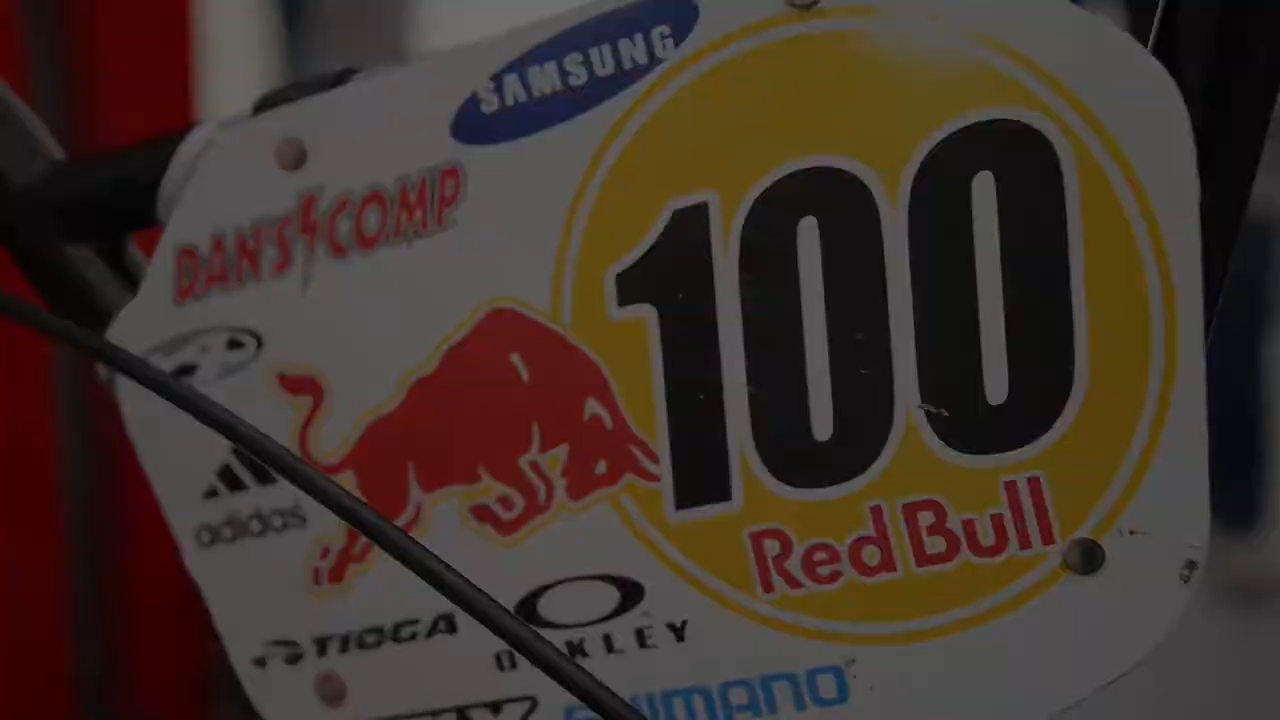 SAMSUNG
DAN'S COMP
100
Red Bull
adidas
TIOGA
OAKLEY
SHIMANO